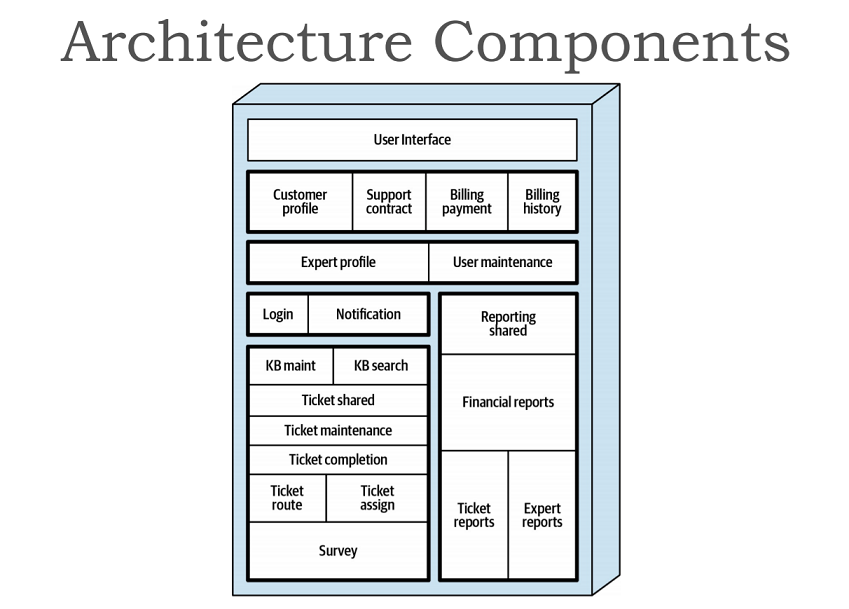 Architecture Components
User Interface
Customer
profile
Support
contract
Billing
payment
Billing
history
Expert profile
User maintenance
Login
Notification
Reporting
shared
KB maint
KB search
Ticket shared
Financial reports
Ticket maintenance
Ticket completion
Ticket
route
Ticket
assign
Ticket
reports
Expert
reports
Survey